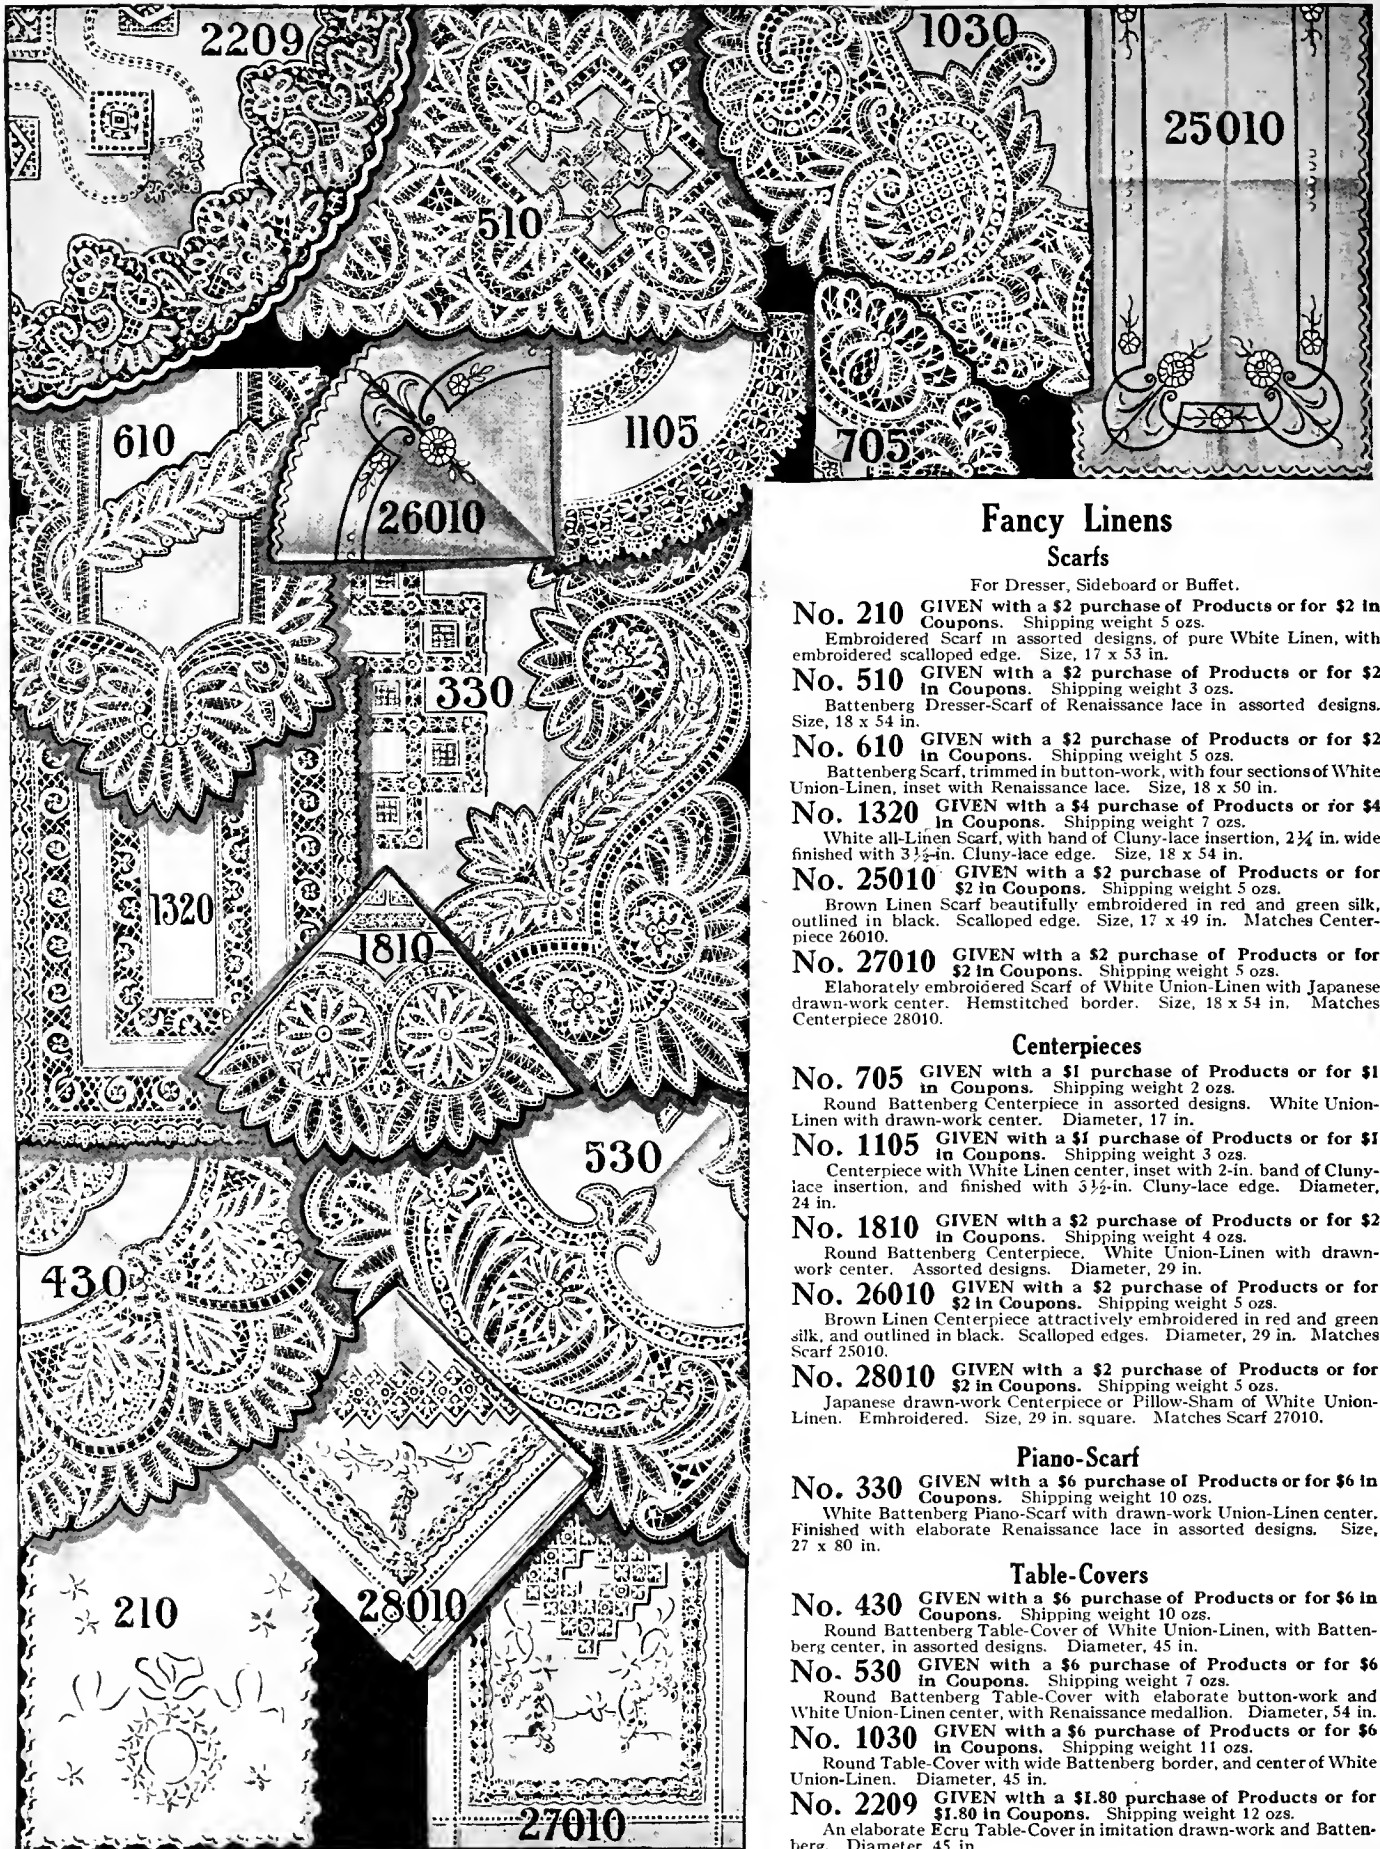 2209
1030
25010
510
610
26010
1105
705
330
1320
1810
530
430
210
28010
27010
Fancy Linens
Scarfs
For Dresser, Sideboard or Buffet.
No. 210 GIVEN with a $2 purchase of Products or for $2 in
Coupons. Shipping weight 5 ozs.
Embroidered Scarf in assorted designs, of pure White Linen, with
embroidered scalloped edge. Size, 17 x 53 in.
No. 510 GIVEN with a $2 purchase of Products or for $2
in Coupons. Shipping weight 3 ozs.
Battenberg Dresser-Scarf of Renaissance lace in assorted designs.
Size, 18 x 54 in.
No. 610 GIVEN with a $2 purchase of Products or for $2
in Coupons. Shipping weight 5 ozs.
Battenberg Scarf, trimmed in button-work, with four sections of White
Union-Linen, inset with Renaissance lace. Size, 18 x 50 in.
No. 1320 GIVEN with a $4 purchase of Products or for $4
in Coupons. Shipping weight 7 ozs.
White all-Linen Scarf, with band of Cluny-lace insertion, 2¼ in. wide
finished with 3½-in. Cluny-lace edge. Size, 18 x 54 in.
No. 25010 GIVEN with a $2 purchase of Products or for
$2 in Coupons. Shipping weight 5 ozs.
Brown Linen Scarf beautifully embroidered in red and green silk,
outlined in black. Scalloped edge. Size, 17 x 49 in. Matches Center-
piece 26010.
No. 27010 GIVEN with a $2 purchase of Products or for
$2 in Coupons. Shipping weight 5 ozs.
Elaborately embroidered Scarf of White Union-Linen with Japanese
drawn-work center. Hemstitched border. Size, 18 x 54 in. Matches
Centerpiece 28010.
Centerpieces
No. 705 GIVEN with a $1 purchase of Products or for $1
in Coupons. Shipping weight 2 ozs.
Round Battenberg Centerpiece in assorted designs. White Union-
Linen with drawn-work center. Diameter, 17 in.
No. 1105 GIVEN with a $1 purchase of Products or for $1
in Coupons. Shipping weight 3 ozs.
Centerpiece with White Linen center, inset with 2-in. band of Cluny-
lace insertion, and finished with 3½-in. Cluny-lace edge. Diameter,
24 in.
No. 1810 GIVEN with a $2 purchase of Products or for $2
in Coupons. Shipping weight 4 ozs.
Round Battenberg Centerpiece. White Union-Linen with drawn-
work center. Assorted designs. Diameter, 29 in.
No. 26010 GIVEN with a $2 purchase of Products or for
$2 in Coupons. Shipping weight 5 ozs.
Brown Linen Centerpiece attractively embroidered in red and green
silk, and outlined in black. Scalloped edges. Diameter, 29 in. Matches
Scarf 25010.
No. 28010 GIVEN with a $2 purchase of Products or for
$2 in Coupons. Shipping weight 5 ozs.
Japanese drawn-work Centerpiece or Pillow-Sham of White Union-
Linen. Embroidered. Size, 29 in. square. Matches Scarf 27010.
Piano-Scarf
No. 330 GIVEN with a $6 purchase of Products or for $6 in
Coupons. Shipping weight 10 ozs.
White Battenberg Piano-Scarf with drawn-work Union-Linen center.
Finished with elaborate Renaissance lace in assorted designs. Size,
27 x 80 in.
Table-Covers
No. 430 GIVEN with a $6 purchase of Products or for $6 in
Coupons. Shipping weight 10 ozs.
Round Battenberg Table-Cover of White Union-Linen, with Batten-
berg center, in assorted designs. Diameter, 45 in.
No. 530 GIVEN with a $6 purchase of Products or for $6
in Coupons. Shipping weight 7 ozs.
Round Battenberg Table-Cover with elaborate button-work and
White Union-Linen center, with Renaissance medallion. Diameter, 54 in.
No. 1030 GIVEN with a $6 purchase of Products or for $6
in Coupons. Shipping weight 11 ozs.
Round Table-Cover with wide Battenberg border, and center of White
Union-Linen. Diameter, 45 in.
No. 2209 GIVEN with a $1.80 purchase of Products or for
$1.80 in Coupons. Shipping weight 12 ozs.
An elaborate Ecru Table-Cover in imitation drawn-work and Batten-
berg. Diameter, 45 in.